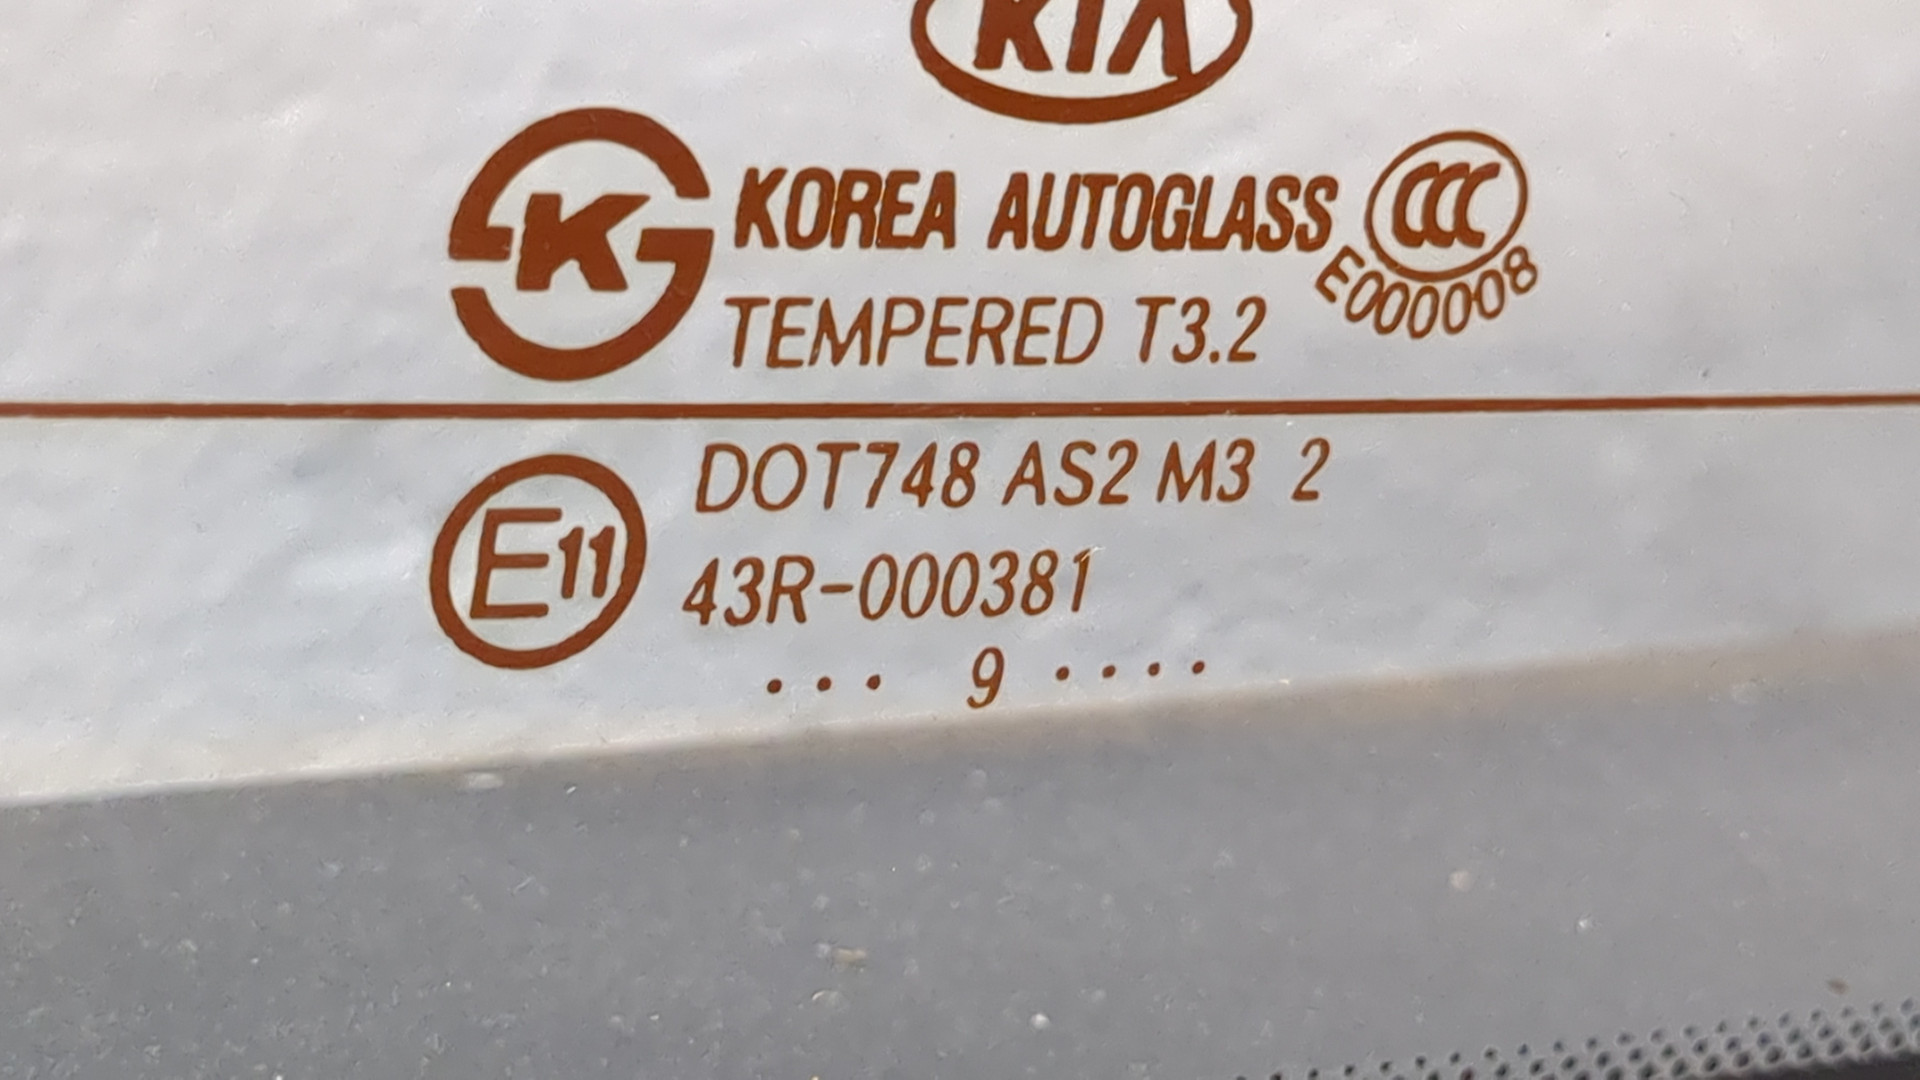 KIA
K
KOREA AUTOGLASS
CCC
E000008
TEMPERED T3.2
E11
DOT748 AS2 M3 2
43R-000381
... 9 ....